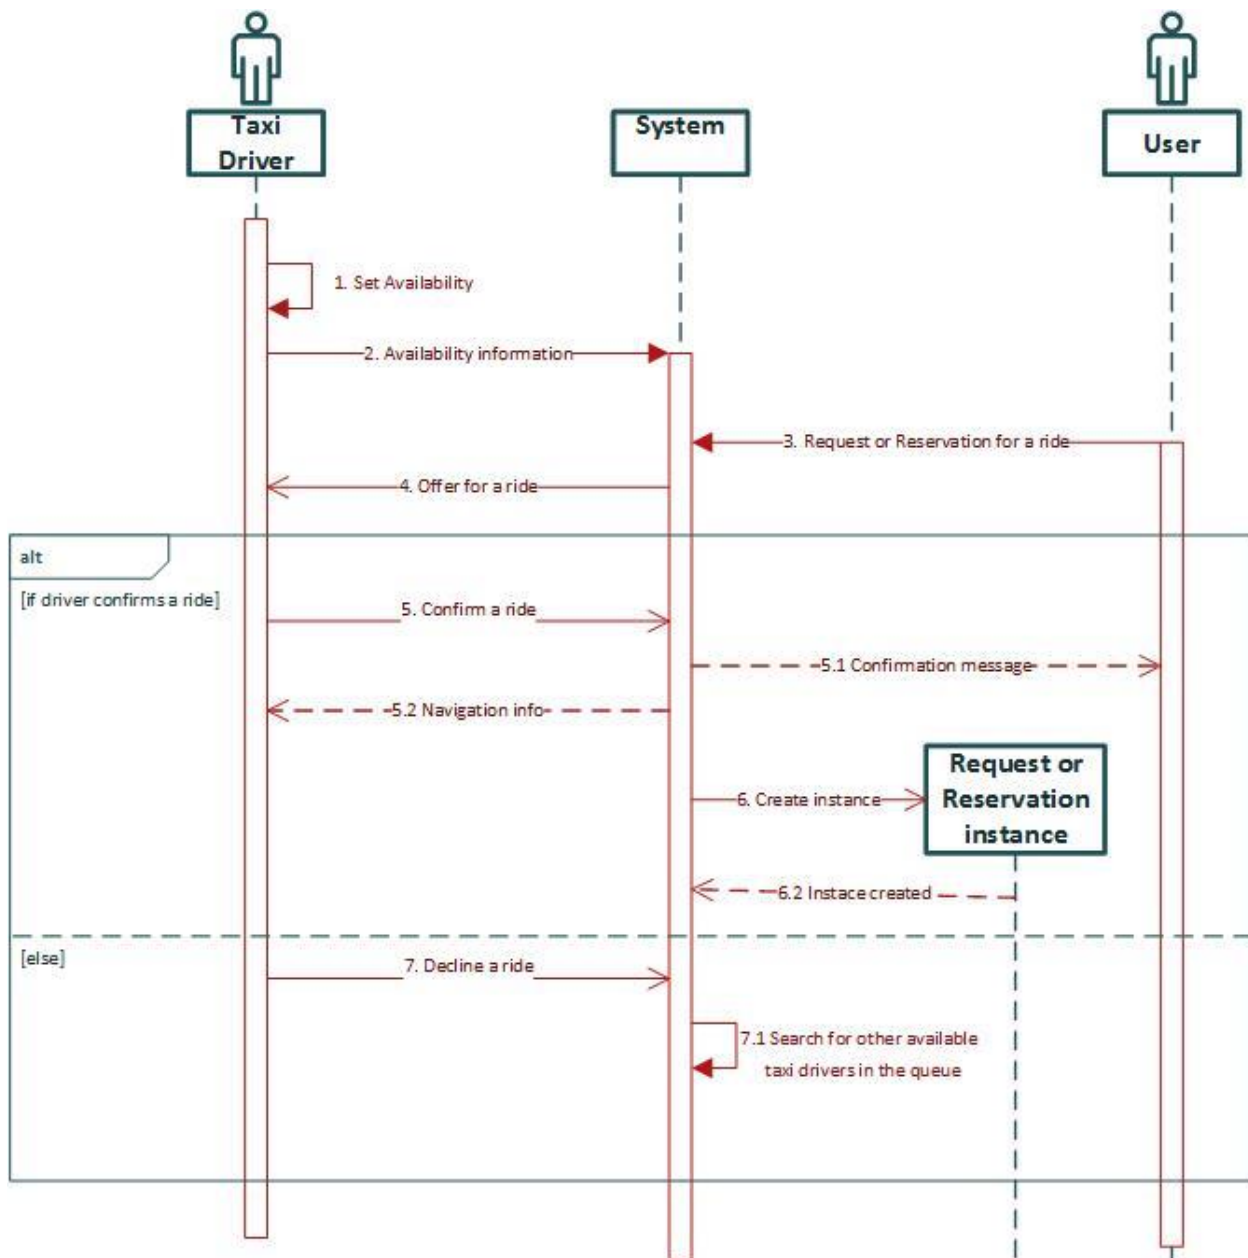 Taxi
Driver
System
User
1. Set Availability
2. Availability information
3. Request or Reservation for a ride
4. Offer for a ride
alt
[if driver confirms a ride]
5. Confirm a ride
5.1 Confirmation message
5.2 Navigation info
Request or
Reservation
instance
6. Create instance
6.2 Instace created
[else]
7. Decline a ride
7.1 Search for other available
taxi drivers in the queue